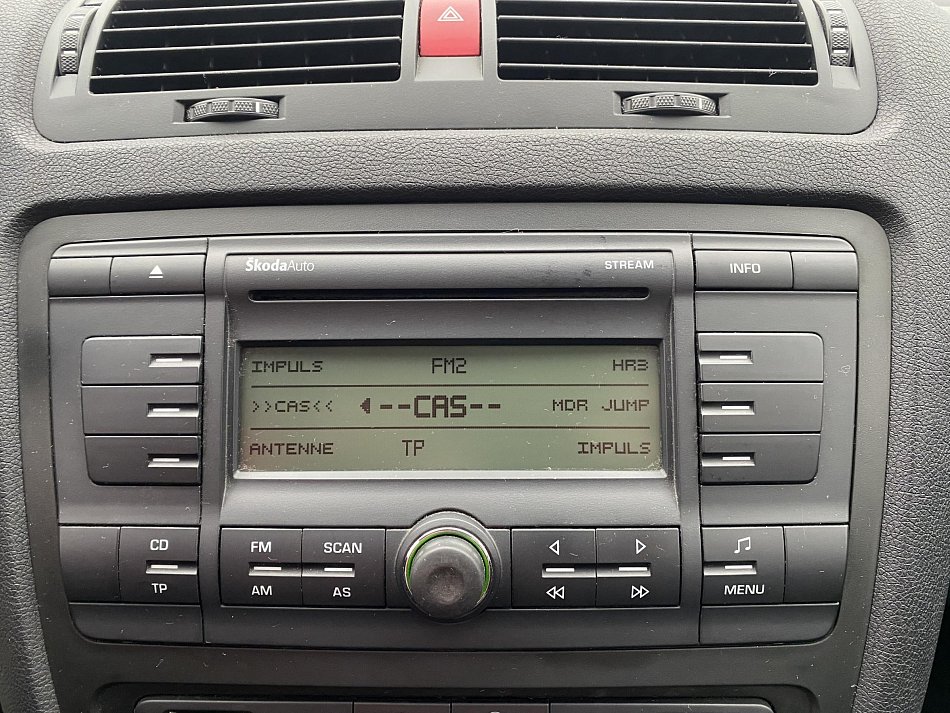 ŠkodaAuto STREAM INFO
IMPULS FM2 HR3
>>CAS<< --CAS-- MDR JUMP
ANTENNE TP IMPULS
CD FM SCAN
TP AM AS MENU